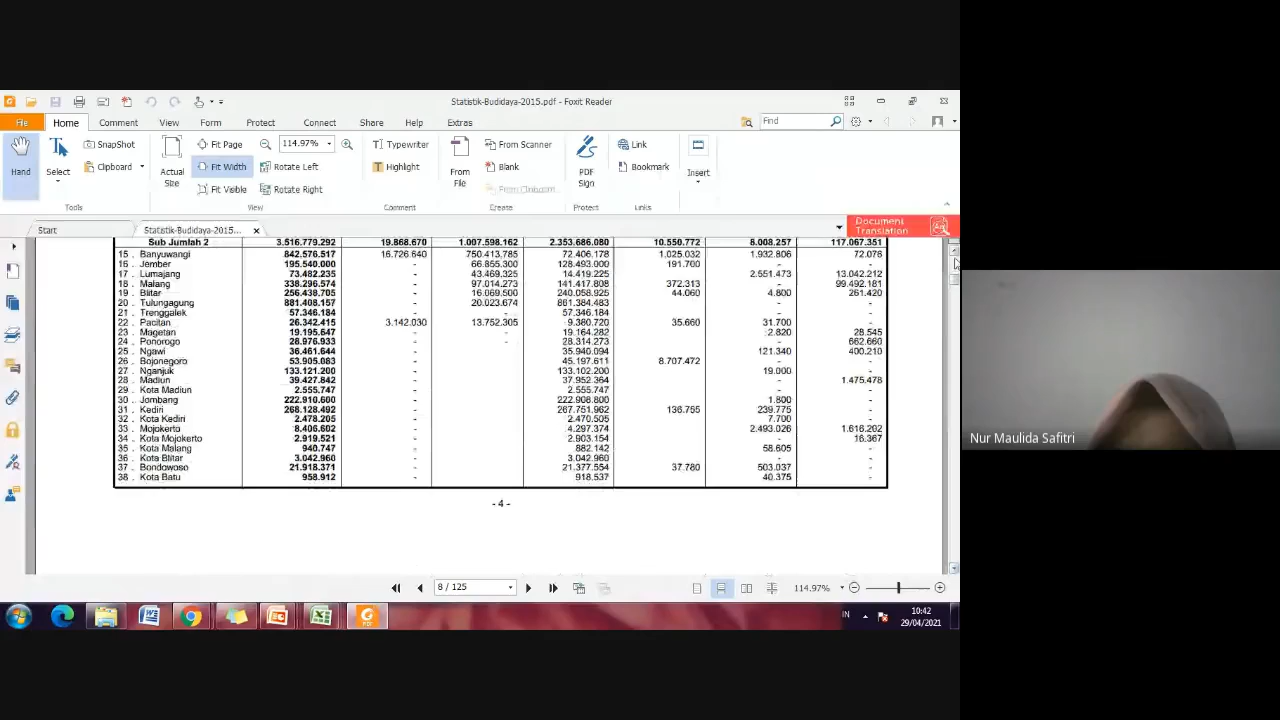 Statistik-Budidaya-2015.pdf - Foxit Reader
File Home Comment View Form Protect Connect Share Help Extras
Find
Hand
Select
SnapShot
Clipboard
Tools
Actual Size
Fit Page
Fit Width
Fit Visible
114.97%
Rotate Left
Rotate Right
View
Typewriter
Highlight
Comment
From File
From Scanner
Blank
From Clipboard
Create
PDF Sign
Protect
Link
Bookmark
Links
Insert
Start
Statistik-Budidaya-2015...
Document Translation
Sub Jumlah 2 3.516.779.292 19.868.670 1.007.598.162 2.353.686.080 10.550.772 8.008.257 117.067.351
15 . Banyuwangi 842.576.517 16.726.640 750.413.785 72.406.178 1.025.032 1.932.806 72.076
16 . Jember 195.540.000 - 66.855.300 128.493.000 191.700 - -
17 . Lumajang 73.482.235 - 43.469.325 14.419.225 2.551.473 13.042.212
18 . Malang 338.296.574 - 97.014.273 141.417.808 372.313 - 99.492.181
19 . Blitar 256.438.705 - 16.069.500 240.058.925 44.060 4.800 261.420
20 . Tulungagung 881.408.157 - 20.023.674 861.384.483 - -
21 . Trenggalek 57.346.184 - - 57.346.184 - -
22 . Pacitan 26.342.415 3.142.030 13.752.305 9.380.720 35.660 31.700 -
23 . Magetan 19.195.647 - - 19.164.282 2.820 28.545
24 . Ponorogo 28.976.933 - - 28.314.273 - 662.660
25 . Ngawi 36.461.644 - 35.940.094 121.340 400.210
26 . Bojonegoro 53.905.083 - 45.197.611 8.707.472 - -
27 . Nganjuk 133.121.200 - 133.102.200 19.000 -
28 . Madiun 39.427.842 - 37.952.364 - 1.475.478
29 . Kota Madiun 2.555.747 - 2.555.747 - -
30 . Jombang 222.910.600 - 222.908.800 1.800 -
31 . Kediri 268.128.492 - 267.751.962 136.755 239.775 -
32 . Kota Kediri 2.478.205 - 2.470.505 7.700 -
33 . Mojokerto 8.406.602 - 4.297.374 2.493.026 1.616.202
34 . Kota Mojokerto 2.919.521 - 2.903.154 16.367
35 . Kota Malang 940.747 - 882.142 58.605 -
36 . Kota Blitar 3.042.960 - 3.042.960 - -
37 . Bondowoso 21.918.371 - 21.377.554 37.780 503.037 -
38 . Kota Batu 958.912 - 918.537 40.375 -
- 4 -
8 / 125
114.97%
IN
10:42
29/04/2021
Nur Maulida Safitri